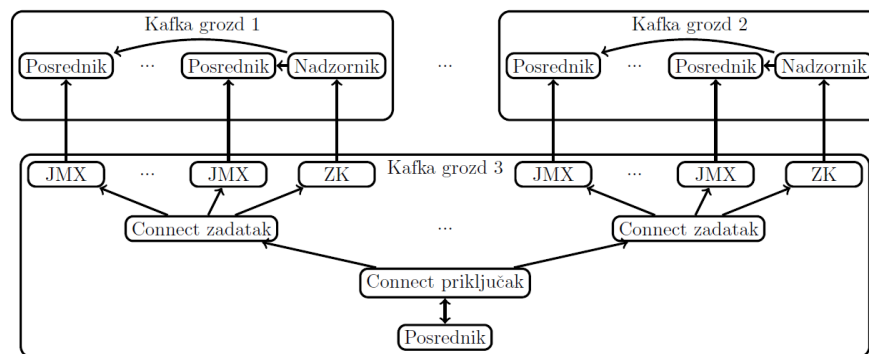 Kafka grozd 1
Kafka grozd 2
Posrednik ... Posrednik Nadzornik ... Posrednik ... Posrednik Nadzornik
Kafka grozd 3
JMX ... JMX ZK JMX ... JMX ZK
Connect zadatak ... Connect zadatak
Connect priključak
Posrednik